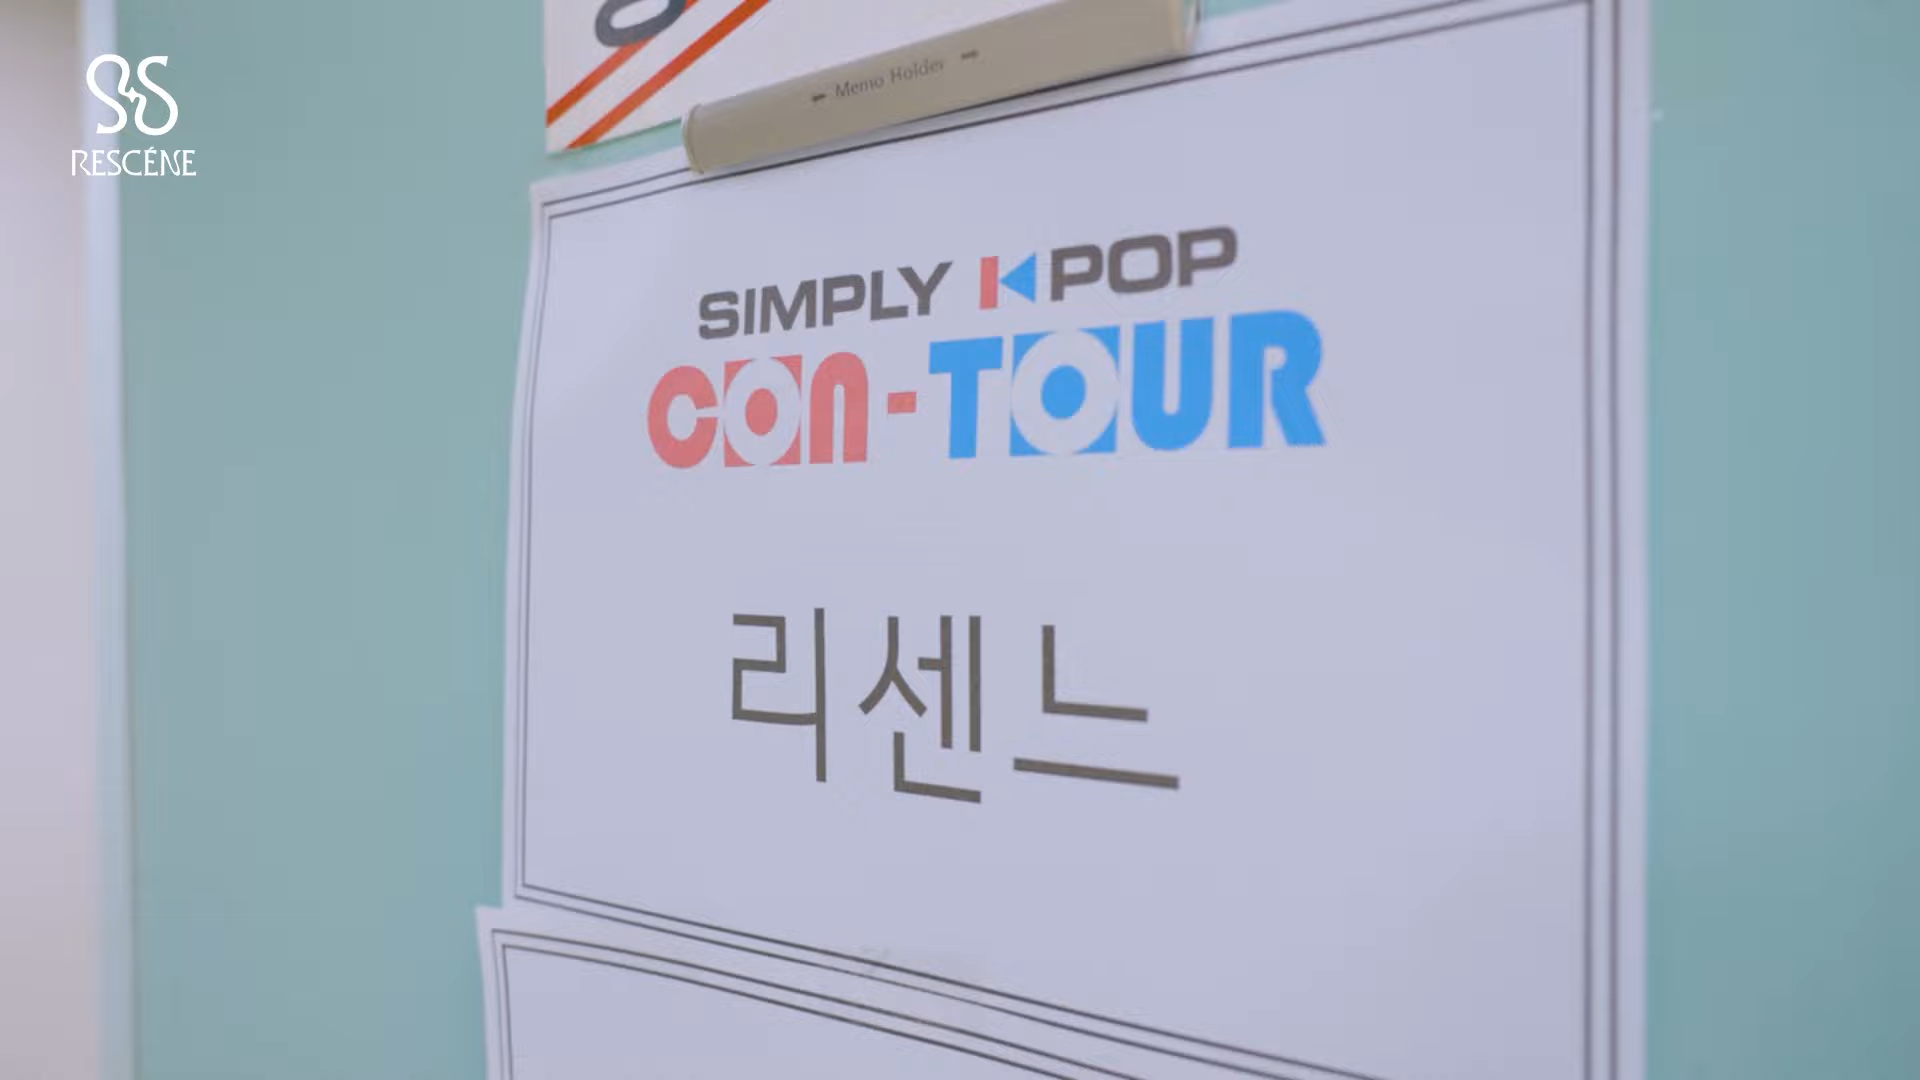 RESCÉNE
Memo Holder
SIMPLY KPOP
CON-TOUR
리센느